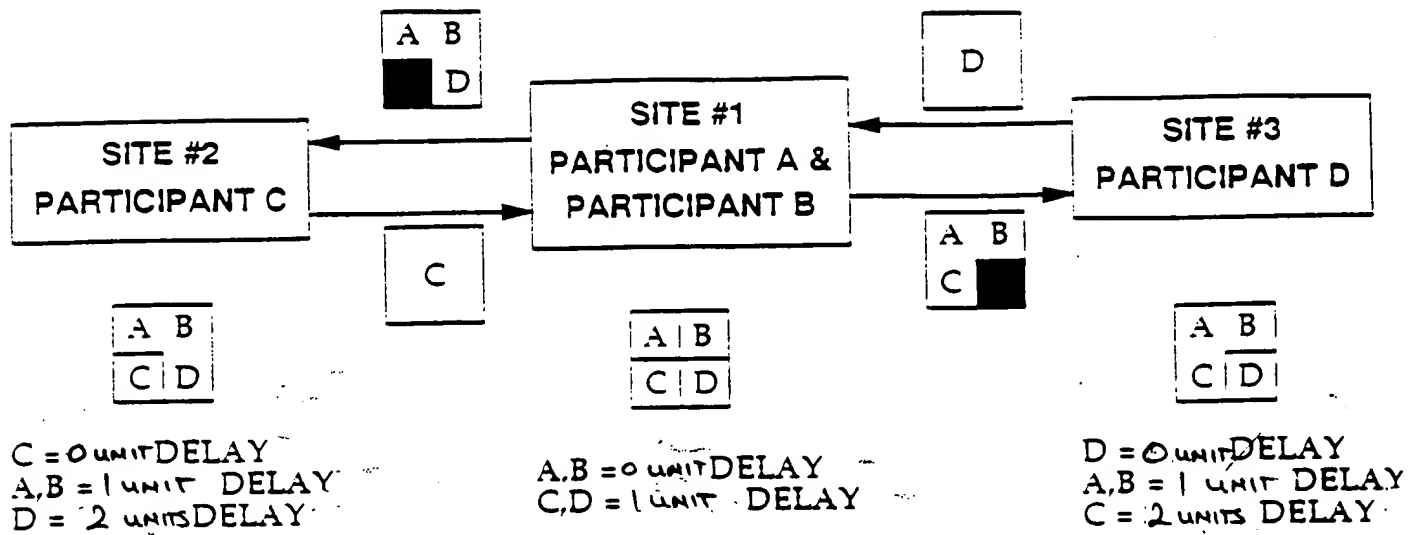 A B
D
D
SITE #2
PARTICIPANT C
SITE #1
PARTICIPANT A &
PARTICIPANT B
SITE #3
PARTICIPANT D
C
A B
C
A B
C D
A B
C D
A B
C D
C = 0 UNIT DELAY
A,B = 1 UNIT DELAY
D = 2 UNITS DELAY
A,B = 0 UNIT DELAY
C,D = 1 UNIT DELAY
D = 0 UNIT DELAY
A,B = 1 UNIT DELAY
C = 2 UNITS DELAY